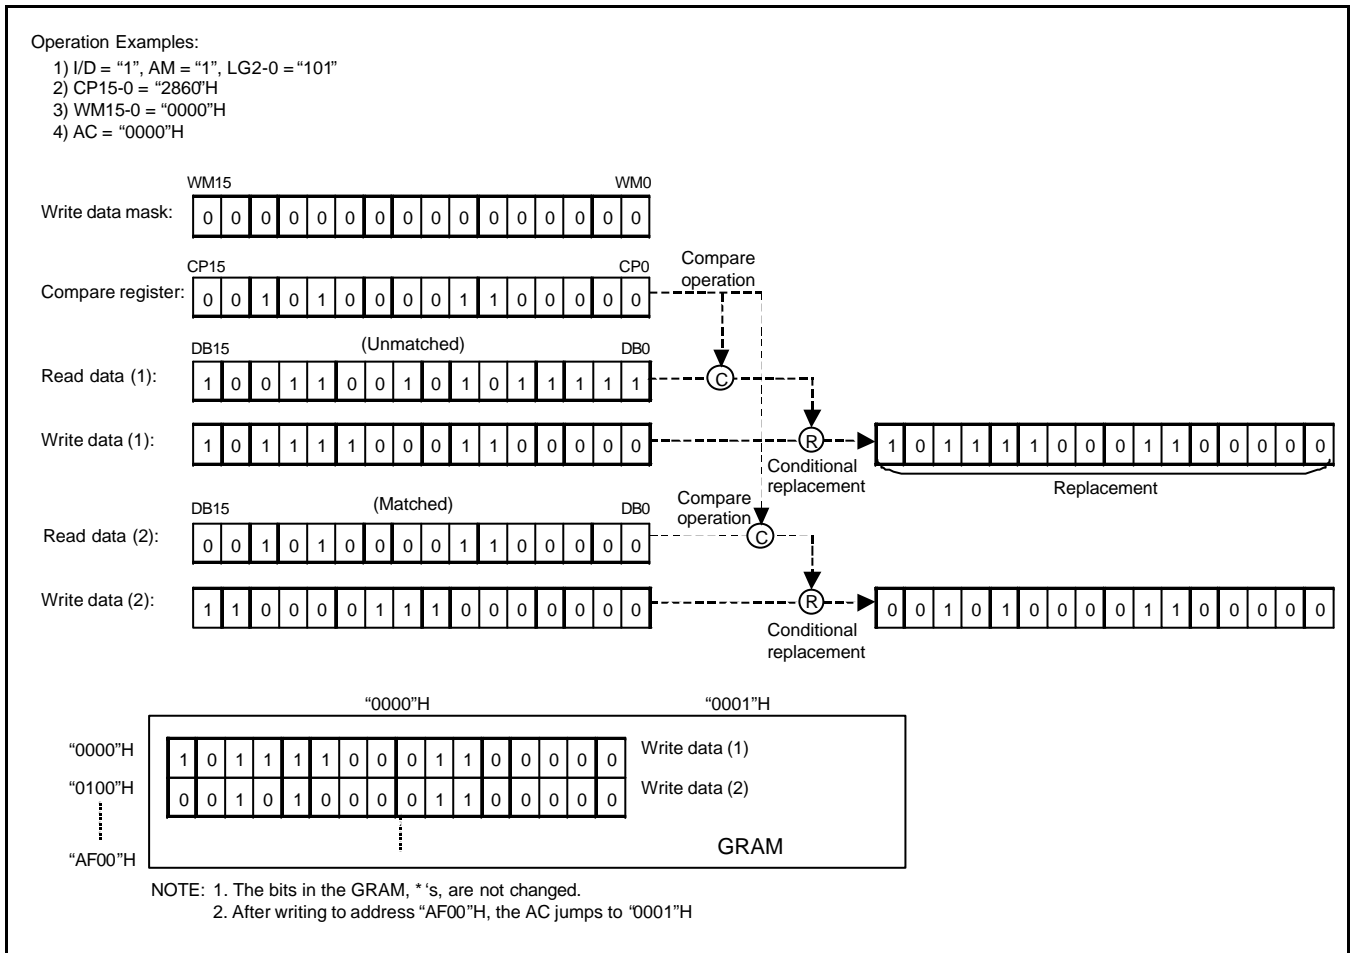 Operation Examples:
1) I/D = “1”, AM = “1”, LG2-0 = “101”
2) CP15-0 = “2860”H
3) WM15-0 = “0000”H
4) AC = “0000”H
WM15 WM0
Write data mask: 0 0 0 0 0 0 0 0 0 0 0 0 0 0 0 0
CP15 CP0
Compare operation
Compare register: 0 0 1 0 1 0 0 0 0 1 1 0 0 0 0 0
DB15 (Unmatched) DB0
Read data (1): 1 0 0 1 1 0 0 1 0 1 0 1 1 1 1 1 C
Write data (1): 1 0 1 1 1 1 0 0 0 1 1 0 0 0 0 0 R 1 0 1 1 1 1 0 0 0 1 1 0 0 0 0 0
Conditional replacement
Replacement
DB15 (Matched) DB0
Compare operation
Read data (2): 0 0 1 0 1 0 0 0 0 1 1 0 0 0 0 0 C
Write data (2): 1 1 0 0 0 0 1 1 1 0 0 0 0 0 0 0 R 0 0 1 0 1 0 0 0 0 1 1 0 0 0 0 0
Conditional replacement
“0000”H “0001”H
“0000”H 1 0 1 1 1 1 0 0 0 1 1 0 0 0 0 0 Write data (1)
“0100”H 0 0 1 0 1 0 0 0 0 1 1 0 0 0 0 0 Write data (2)
“AF00”H GRAM
NOTE: 1. The bits in the GRAM, * ‘s, are not changed.
2. After writing to address “AF00”H, the AC jumps to “0001”H